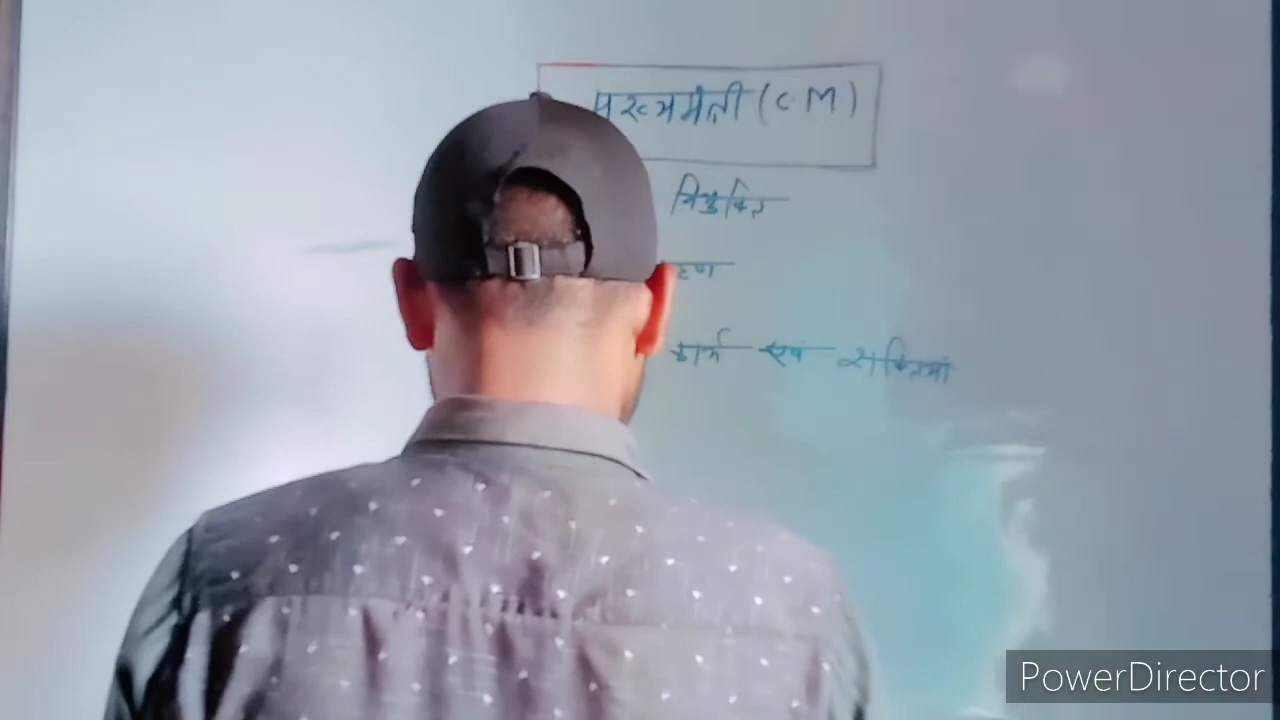 मुख्यमंत्री (C.M)
नियुक्ति
कार्य एवं शक्तियां
PowerDirector